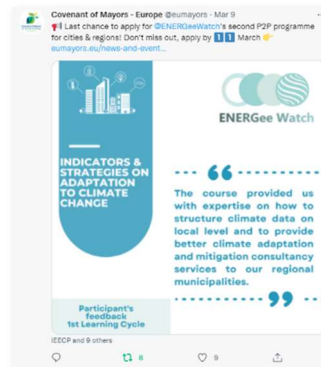 Covenant of Mayors - Europe @eumayors · Mar 9
📢 Last chance to apply for @ENERGeeWatch's second P2P programme
for cities & regions! Don't miss out, apply by 1️⃣1️⃣ March 👉
eumayors.eu/news-and-event...
ENERGee Watch
INDICATORS &
STRATEGIES ON
ADAPTATION
TO CLIMATE
CHANGE
The course provided us
with expertise on how to
structure climate data on
local level and to provide
better climate adaptation
and mitigation consultancy
services to our regional
municipalities.
Participant's
feedback
1st Learning Cycle
IEECP and 9 others
8
9